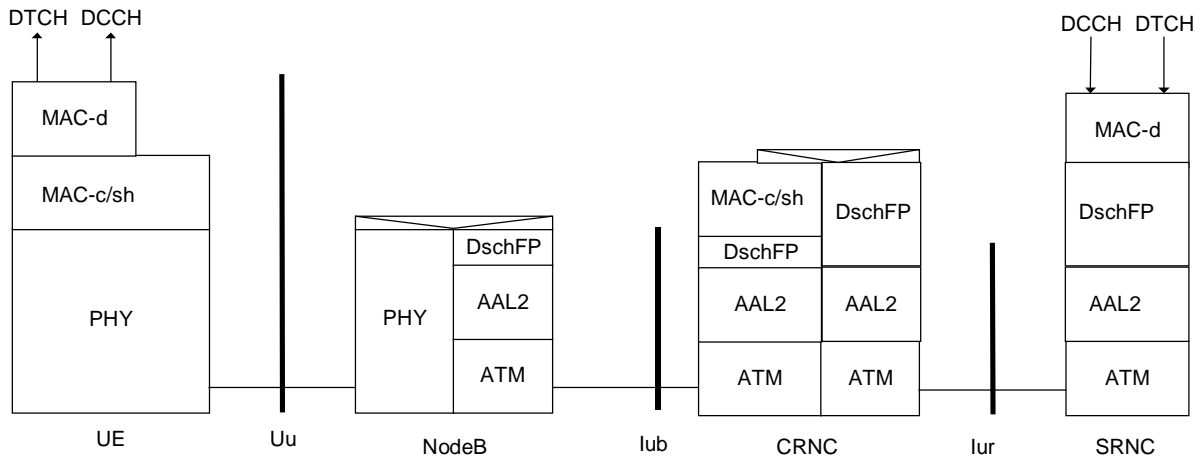 DTCH DCCH
DCCH DTCH
MAC-d
MAC-d
MAC-c/sh
MAC-c/sh
DschFP
DschFP
DschFP
DschFP
PHY
PHY
AAL2
AAL2
AAL2
AAL2
ATM
ATM
ATM
ATM
UE
Uu
NodeB
Iub
CRNC
Iur
SRNC